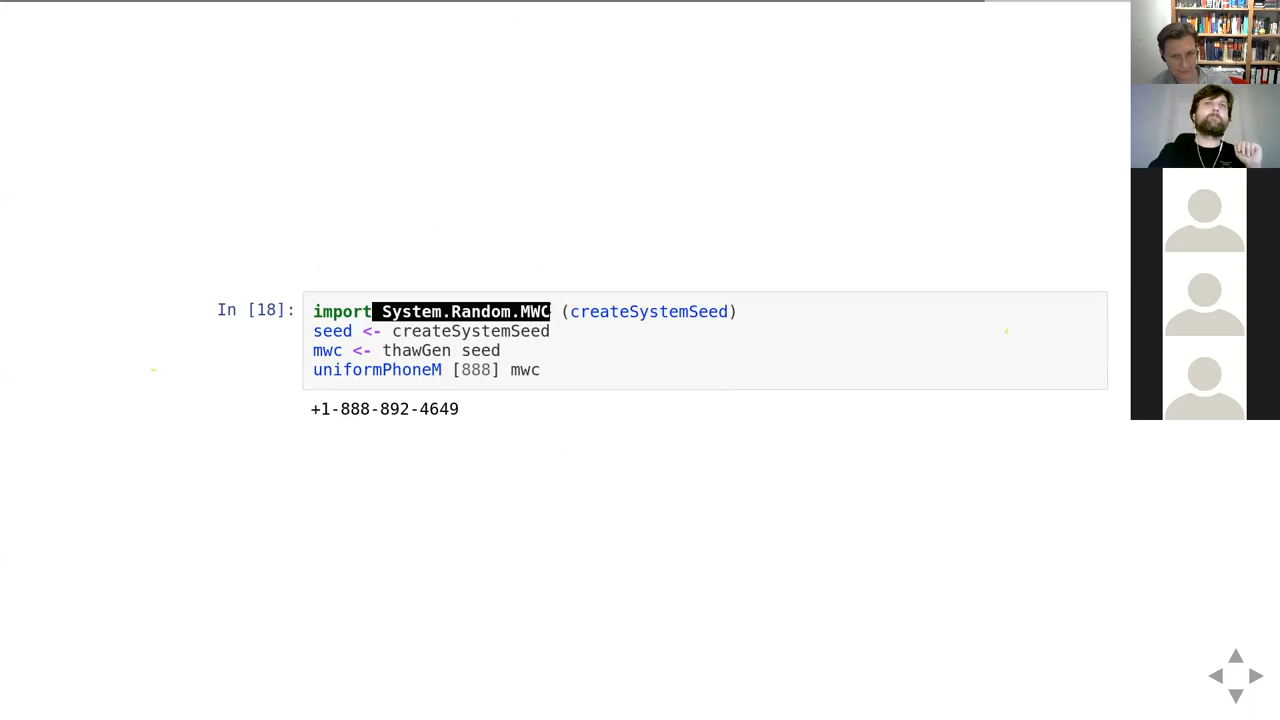 In [18]:
import System.Random.MWC (createSystemSeed)
seed <- createSystemSeed
mwc <- thawGen seed
uniformPhoneM [888] mwc
+1-888-892-4649